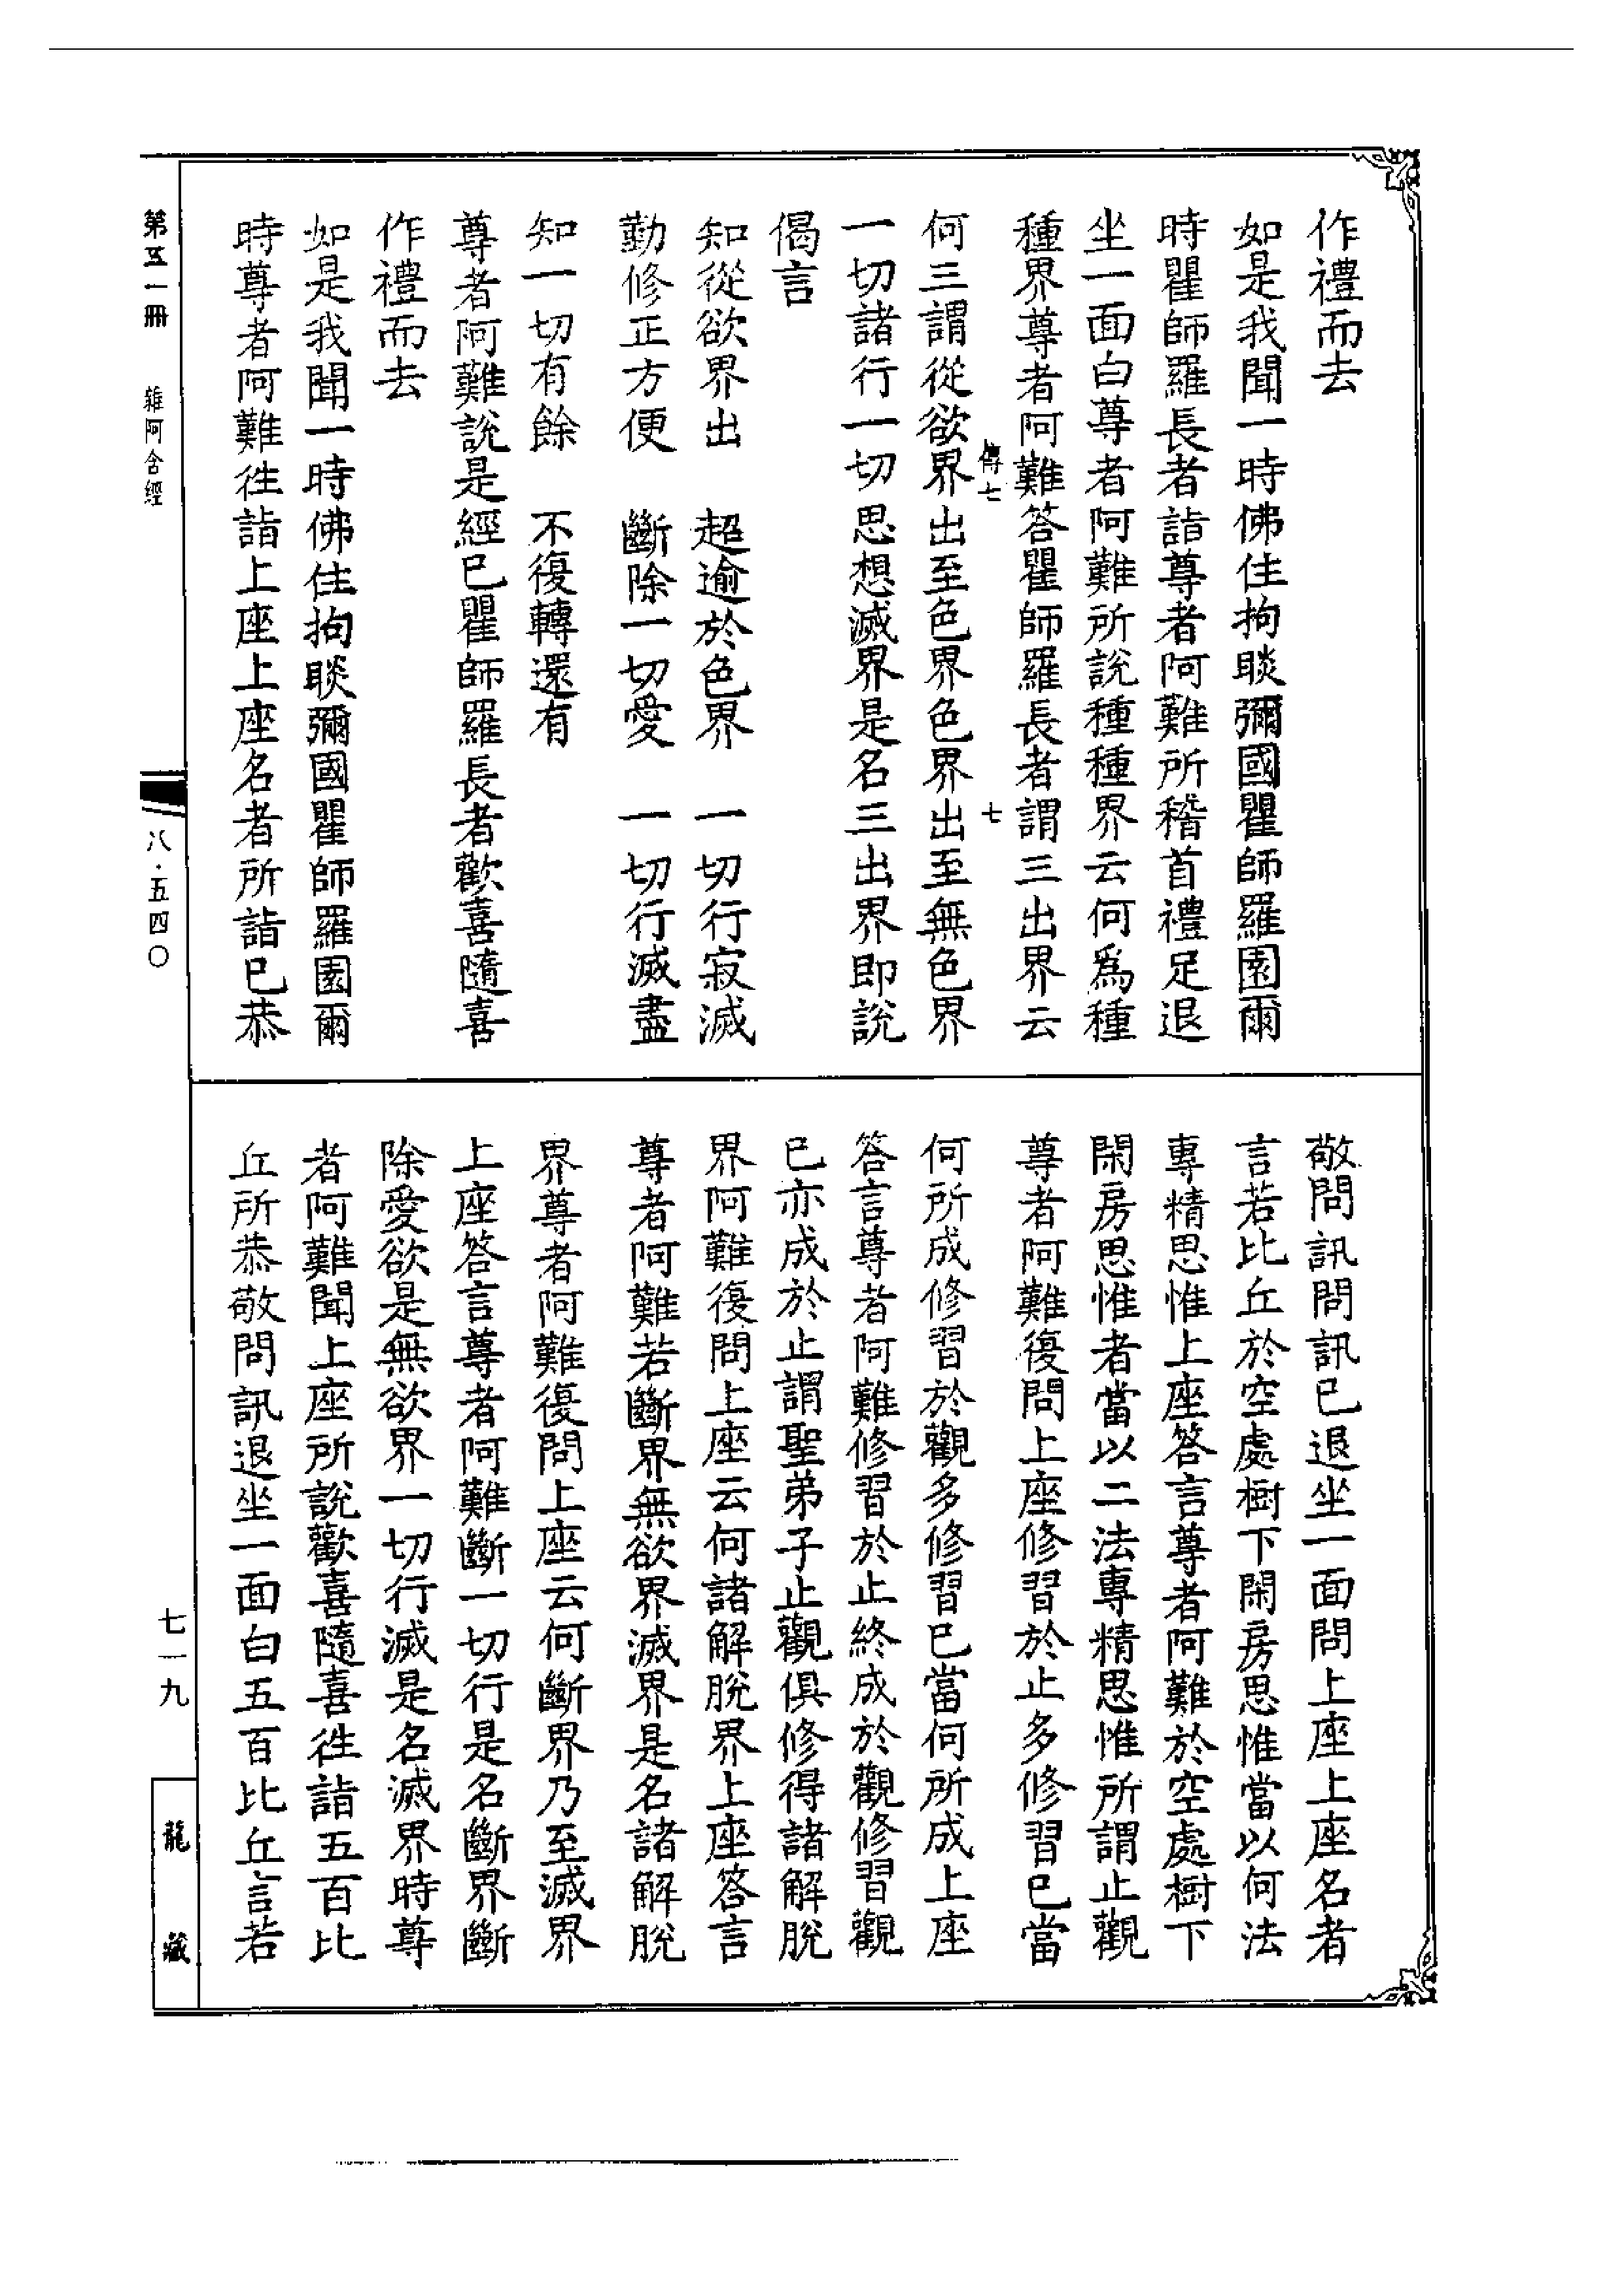 作禮而去
如是我聞一時佛住拘睒彌國瞿師羅園爾
時瞿師羅長者詣尊者阿難所稽首禮足退
坐一面白尊者阿難所說種種界云何為種
種界尊者阿難答瞿師羅長者謂三出界云
傳七 七
何三謂從欲界出至色界色界出至無色界
一切諸行一切思想滅界是名三出界即說
偈言
知從欲界出 超逾於色界 一切行寂滅
勤修正方便 斷除一切愛 一切行滅盡
知一切有餘 不復轉還有
尊者阿難說是經已瞿師羅長者歡喜隨喜
作禮而去
如是我聞一時佛住拘睒彌國瞿師羅園爾
時尊者阿難往詣上座上座名者所詣已恭
敬問訊問訊已退坐一面問上座上座名者
言若比丘於空處樹下閑房思惟當以何法
專精思惟上座答言尊者阿難於空處樹下
閑房思惟者當以二法專精思惟所謂止觀
尊者阿難復問上座修習於止多修習已當
何所成修習於觀多修習已當何所成上座
答言尊者阿難修習於止終成於觀修習觀
已亦成於止謂聖弟子止觀俱修得諸解脫
界阿難復問上座云何諸解脫界上座答言
尊者阿難若斷界無欲界滅界是名諸解脫
界尊者阿難復問上座云何斷界乃至滅界
上座答言尊者阿難斷一切行是名斷界斷
除愛欲是無欲界一切行滅是名滅界時尊
者阿難聞上座所說歡喜隨喜往詣五百比
丘所恭敬問訊退坐一面白五百比丘言若
第五一冊 雜阿含經
八·五四〇
七一九
龍藏